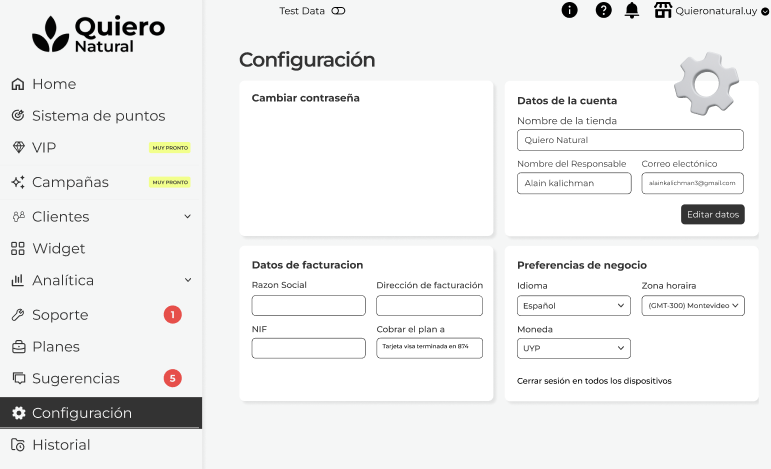 Quiero
Natural
Test Data
Quieronatural.uy
Home
Sistema de puntos
VIP
MUY PRONTO
Campañas
MUY PRONTO
Clientes
Widget
Analítica
Soporte
1
Planes
Sugerencias
5
Configuración
Historial
Configuración
Cambiar contraseña
Datos de la cuenta
Nombre de la tienda
Quiero Natural
Nombre del Responsable
Correo electónico
Alain kalichman
alainkalichman3@gmail.com
Editar datos
Datos de facturacion
Razon Social
Dirección de facturación
NIF
Cobrar el plan a
Tarjeta visa terminada en 874
Preferencias de negocio
Idioma
Zona horaira
Español
(GMT-300) Montevideo
Moneda
UYP
Cerrar sesión en todos los dispositivos